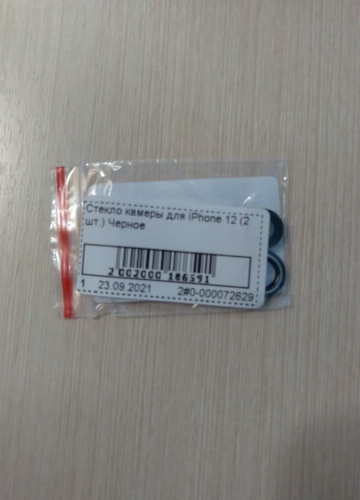 Стекло камеры для iPhone 12 (2
шт.) Черное
2 002000 186591
1 23.09.2021 2#0-000072629